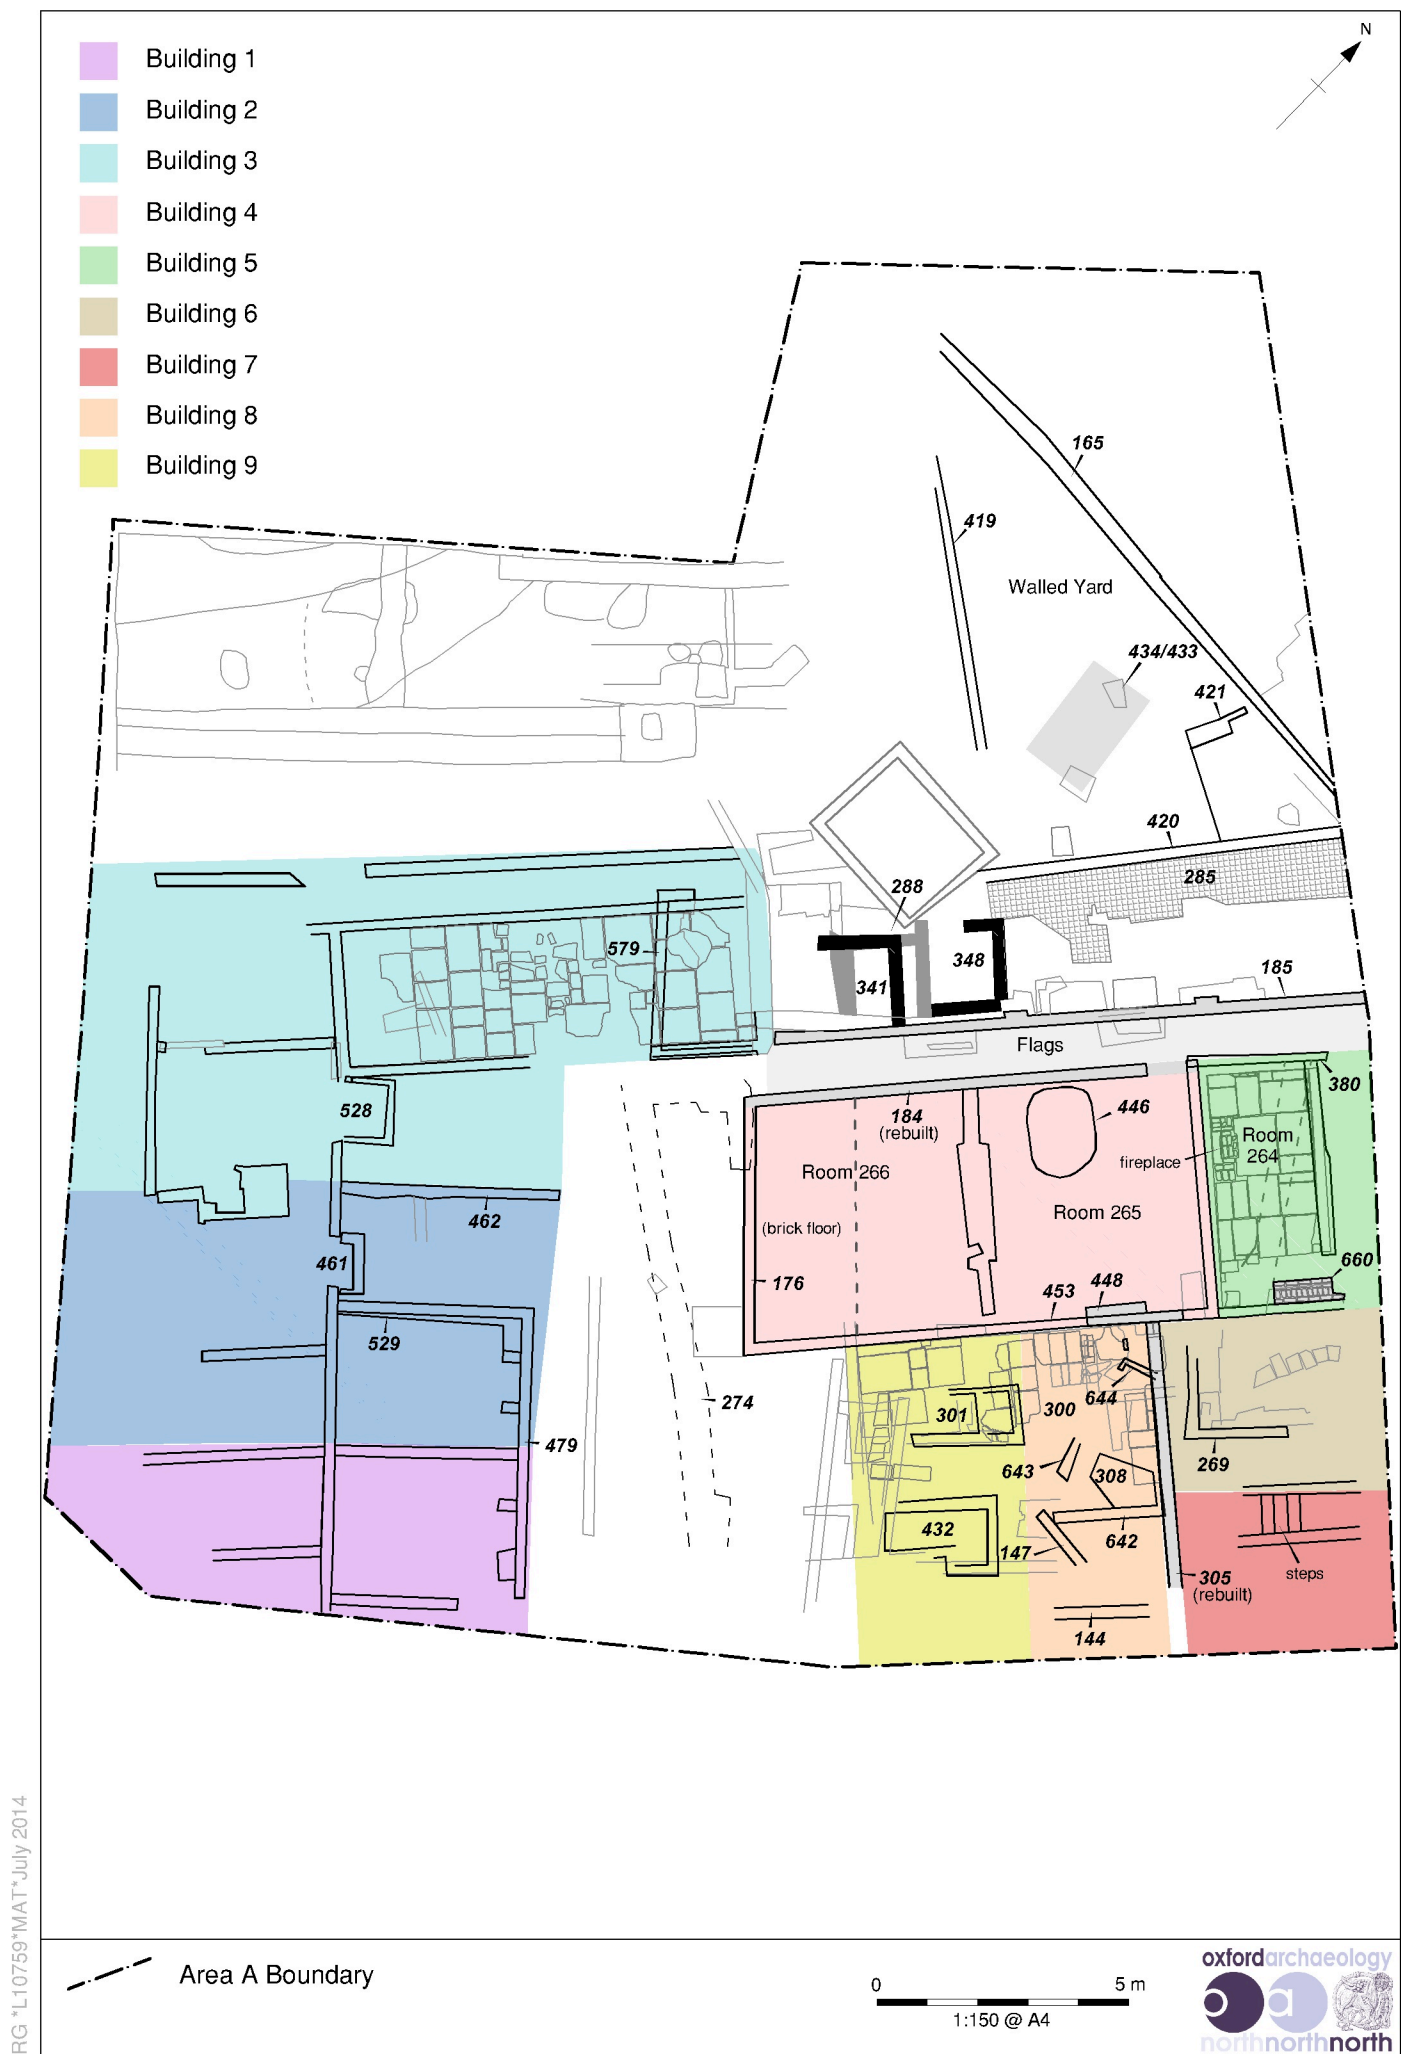 N
Building 1
Building 2
Building 3
Building 4
Building 5
Building 6
Building 7
Building 8
Building 9
165
419
Walled Yard
434/433
421
420
285
288
579
348
341
185
Flags
528
184
(rebuilt)
446
380
fireplace
Room
264
Room 266
Room 265
462
(brick floor)
461
176
453
448
660
529
274
301
300
644
479
643
308
269
432
147
642
305
(rebuilt)
steps
144
RG *L10759*MAT*July 2014
Area A Boundary
0 5 m
1:150 @ A4
oxfordarchaeology
oa
northnorthnorth